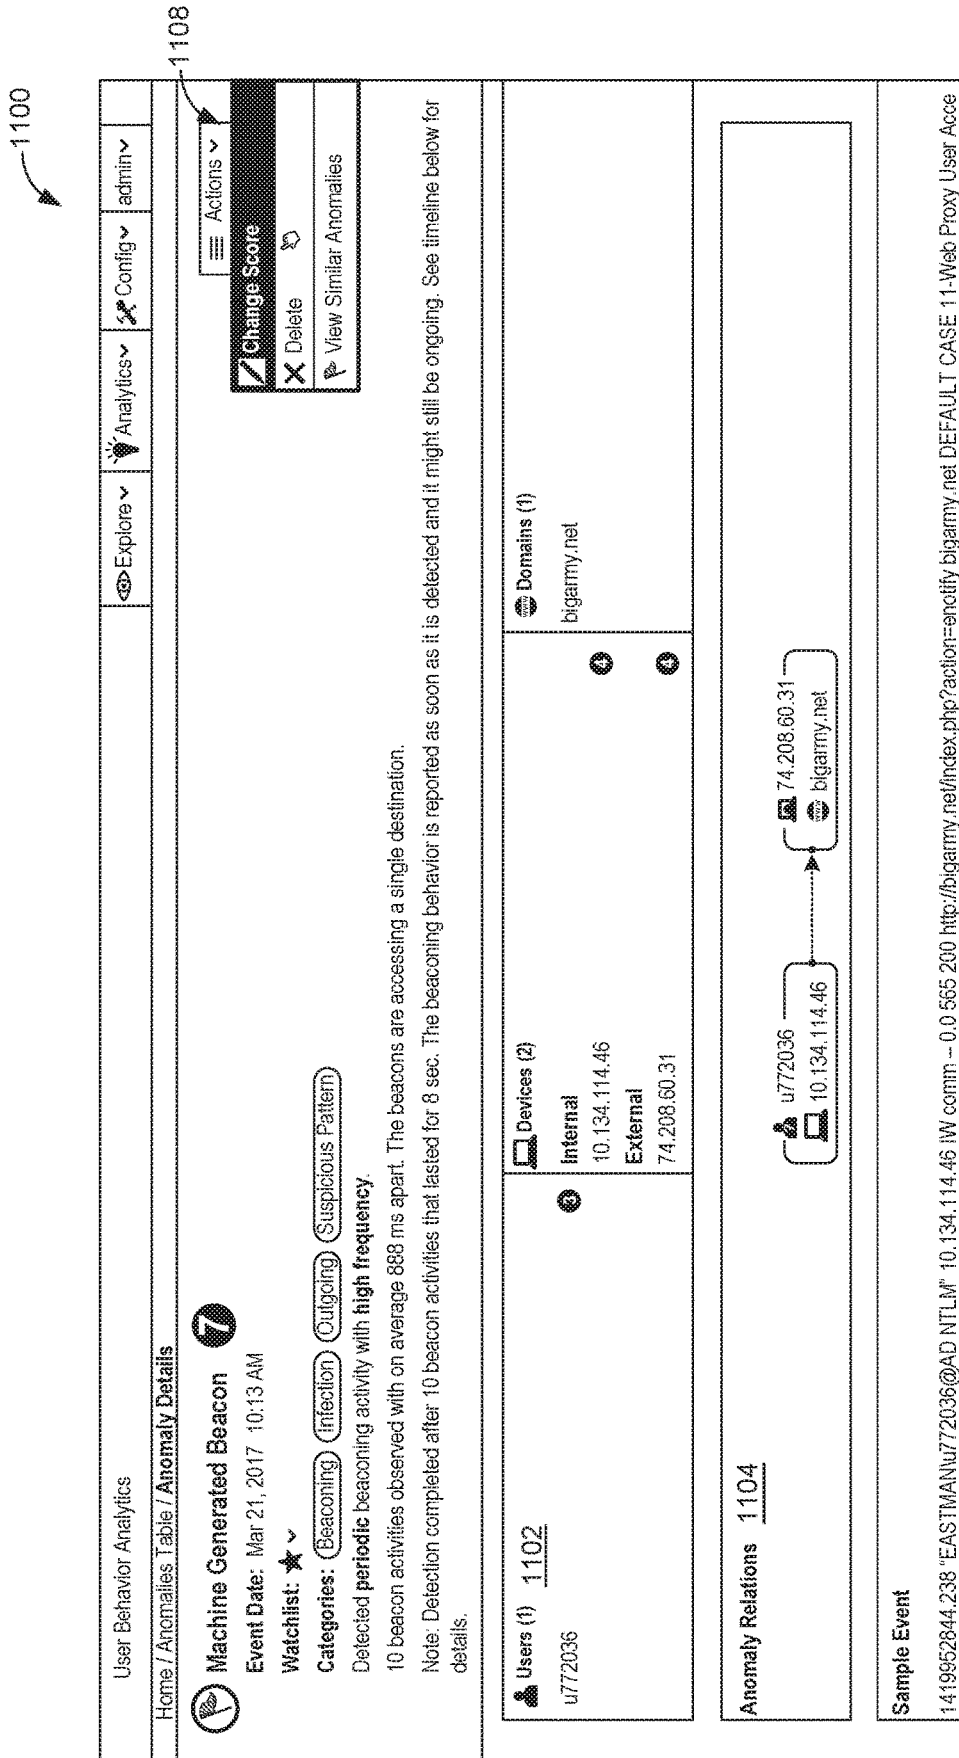 1100
User Behavior Analytics
Explore
Analytics
Config
admin
Home / Anomalies Table / Anomaly Details
Machine Generated Beacon 7
Actions
1108
Event Date: Mar 21, 2017 10:13 AM
Change Score
Watchlist:
Delete
Categories: Beaconing Infection Outgoing Suspicious Pattern
View Similar Anomalies
Detected periodic beaconing activity with high frequency.
10 beacon activities observed with on average 888 ms apart. The beacons are accessing a single destination.
Note: Detection completed after 10 beacon activities that lasted for 8 sec. The beaconing behavior is reported as soon as it is detected and it might still be ongoing. See timeline below for
details.
Users (1) 1102
u772036 3
Devices (2)
Internal
10.134.114.46 4
External
74.208.60.31 4
www Domains (1)
bigarmy.net
Anomaly Relations 1104
u772036
10.134.114.46
74.208.60.31
www bigarmy.net
Sample Event
1419952844.238 "EASTMAN\u772036@AD NTLM" 10.134.114.46 IW comm – 0.0 565 200 http://bigarmy.net/index.php?action=enotify bigarmy.net DEFAULT CASE 11-Web Proxy User Acce